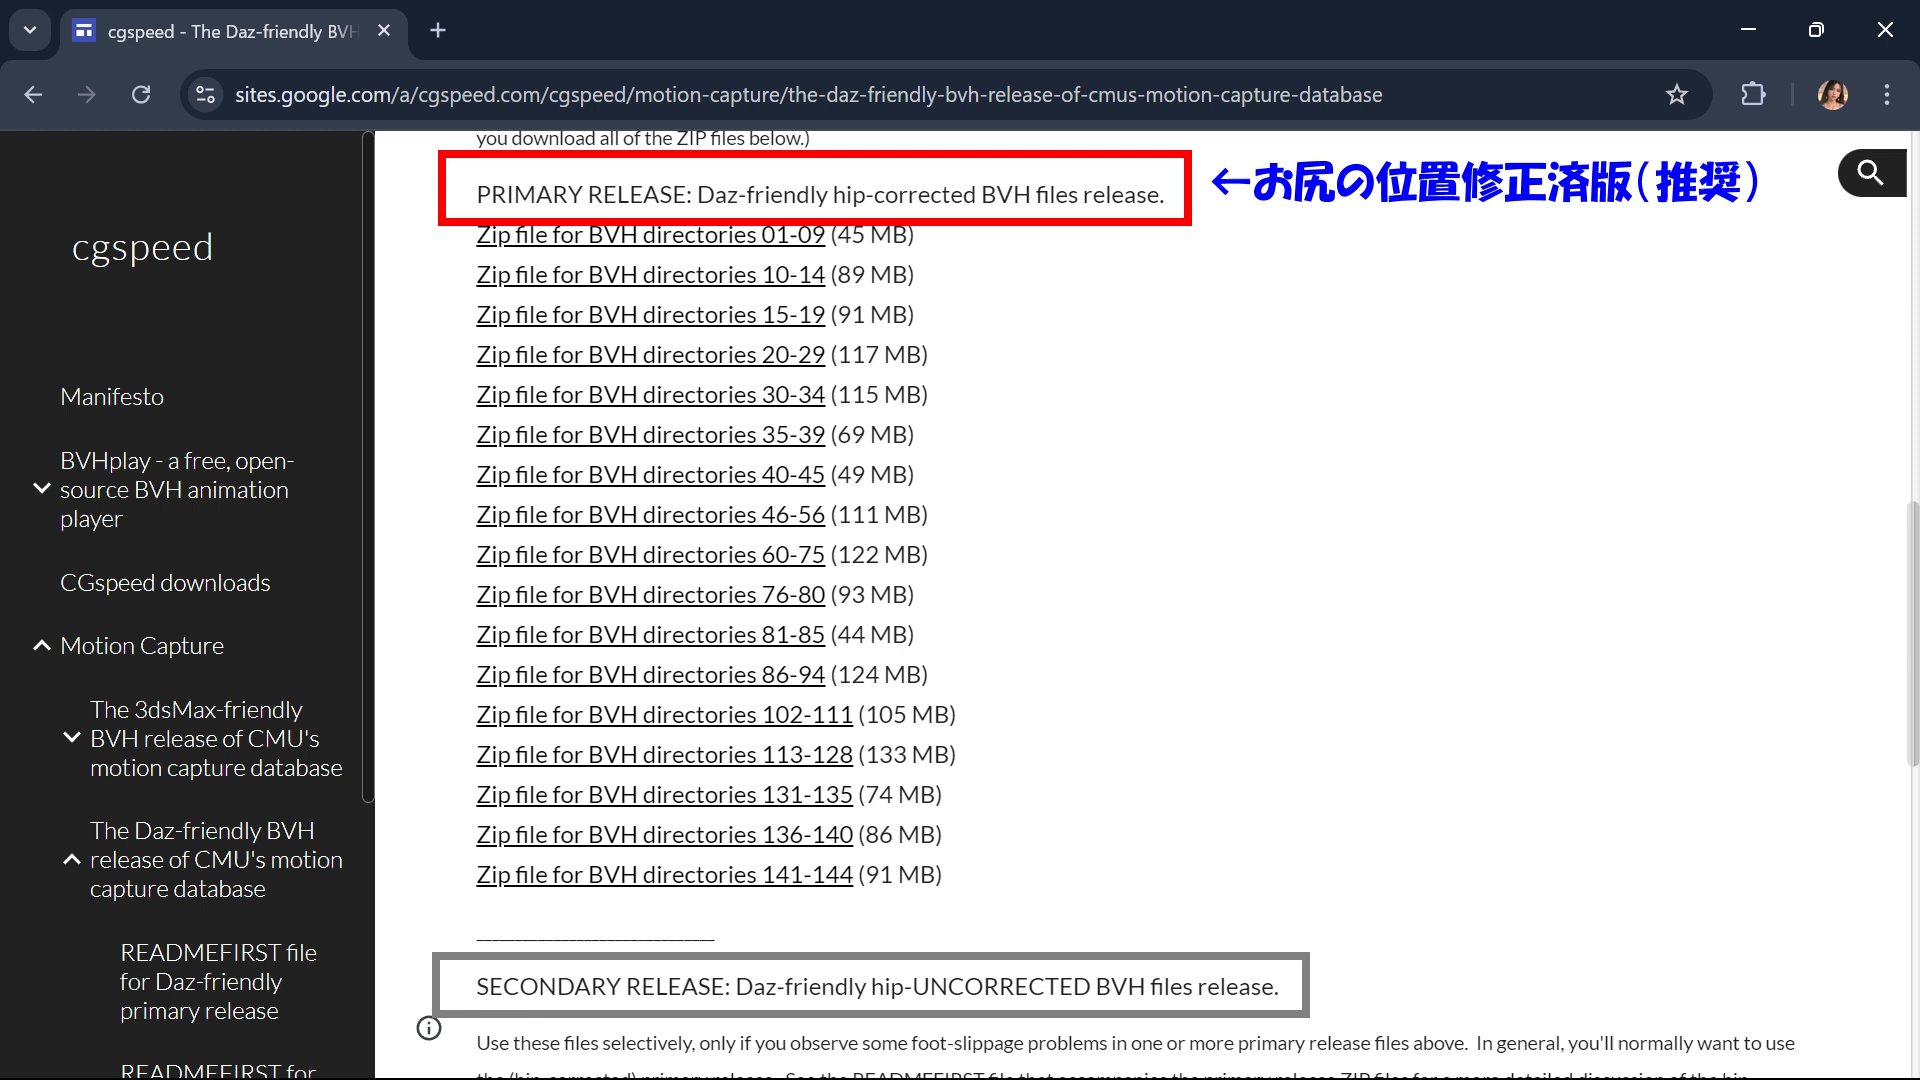 cgspeed - The Daz-friendly BVH
sites.google.com/a/cgspeed.com/cgspeed/motion-capture/the-daz-friendly-bvh-release-of-cmus-motion-capture-database
cgspeed
Manifesto
BVHplay - a free, open-
source BVH animation
player
CGspeed downloads
Motion Capture
The 3dsMax-friendly
BVH release of CMU's
motion capture database
The Daz-friendly BVH
release of CMU's motion
capture database
READMEFIRST file
for Daz-friendly
primary release
READMEFIRST for
you download all of the ZIP files below.)
PRIMARY RELEASE: Daz-friendly hip-corrected BVH files release.
←お尻の位置修正済版(推奨)
Zip file for BVH directories 01-09 (45 MB)
Zip file for BVH directories 10-14 (89 MB)
Zip file for BVH directories 15-19 (91 MB)
Zip file for BVH directories 20-29 (117 MB)
Zip file for BVH directories 30-34 (115 MB)
Zip file for BVH directories 35-39 (69 MB)
Zip file for BVH directories 40-45 (49 MB)
Zip file for BVH directories 46-56 (111 MB)
Zip file for BVH directories 60-75 (122 MB)
Zip file for BVH directories 76-80 (93 MB)
Zip file for BVH directories 81-85 (44 MB)
Zip file for BVH directories 86-94 (124 MB)
Zip file for BVH directories 102-111 (105 MB)
Zip file for BVH directories 113-128 (133 MB)
Zip file for BVH directories 131-135 (74 MB)
Zip file for BVH directories 136-140 (86 MB)
Zip file for BVH directories 141-144 (91 MB)
SECONDARY RELEASE: Daz-friendly hip-UNCORRECTED BVH files release.
Use these files selectively, only if you observe some foot-slippage problems in one or more primary release files above. In general, you'll normally want to use